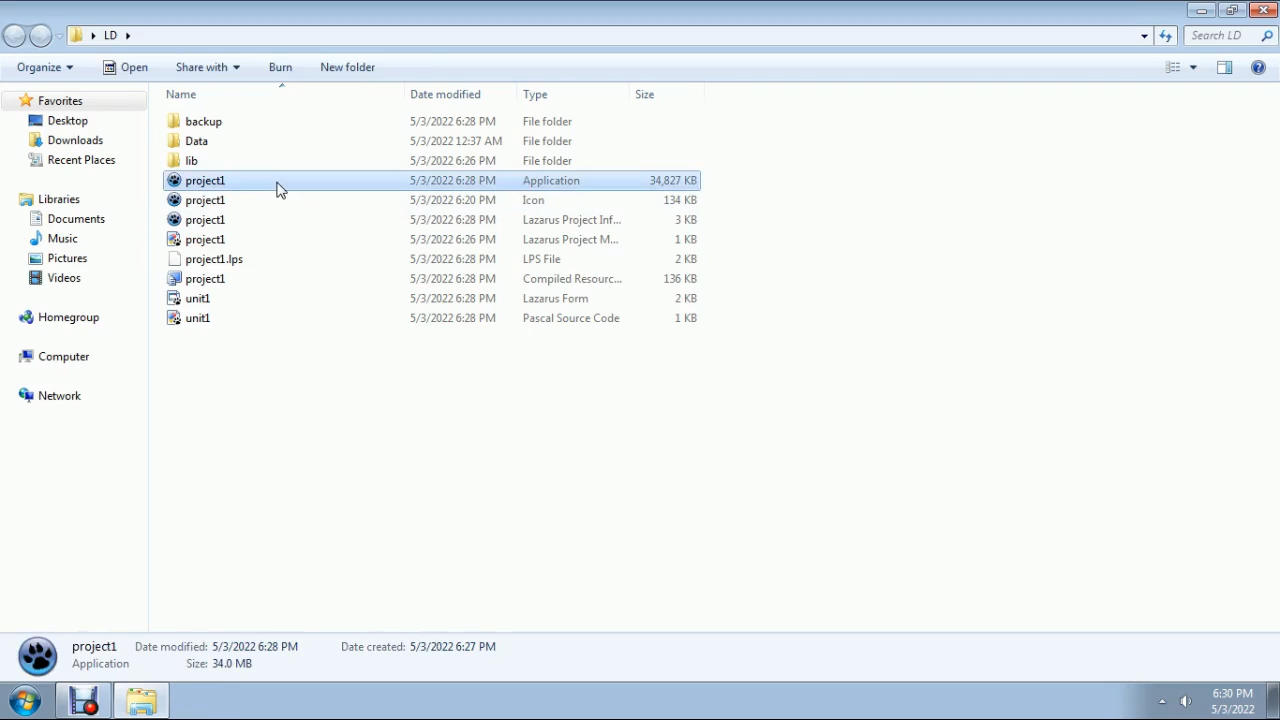 LD
Search LD
Organize Open Share with Burn New folder
Favorites
Desktop
Downloads
Recent Places
Libraries
Documents
Music
Pictures
Videos
Homegroup
Computer
Network
Name Date modified Type Size
backup 5/3/2022 6:28 PM File folder
Data 5/3/2022 12:37 AM File folder
lib 5/3/2022 6:26 PM File folder
project1 5/3/2022 6:28 PM Application 34,827 KB
project1 5/3/2022 6:20 PM Icon 134 KB
project1 5/3/2022 6:28 PM Lazarus Project Inf... 3 KB
project1 5/3/2022 6:26 PM Lazarus Project M... 1 KB
project1.lps 5/3/2022 6:28 PM LPS File 2 KB
project1 5/3/2022 6:28 PM Compiled Resourc... 136 KB
unit1 5/3/2022 6:28 PM Lazarus Form 2 KB
unit1 5/3/2022 6:28 PM Pascal Source Code 1 KB
project1 Date modified: 5/3/2022 6:28 PM Date created: 5/3/2022 6:27 PM
Application Size: 34.0 MB
6:30 PM
5/3/2022